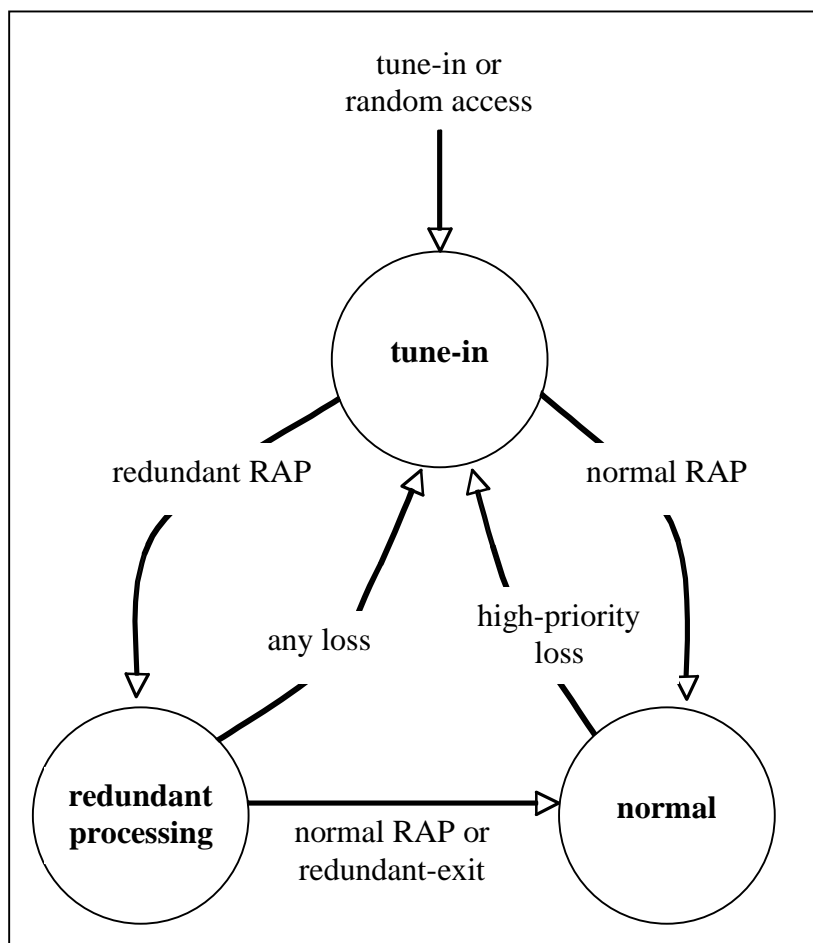 tune-in or
random access
tune-in
redundant RAP
normal RAP
any loss
high-priority
loss
redundant
processing
normal RAP or
redundant-exit
normal